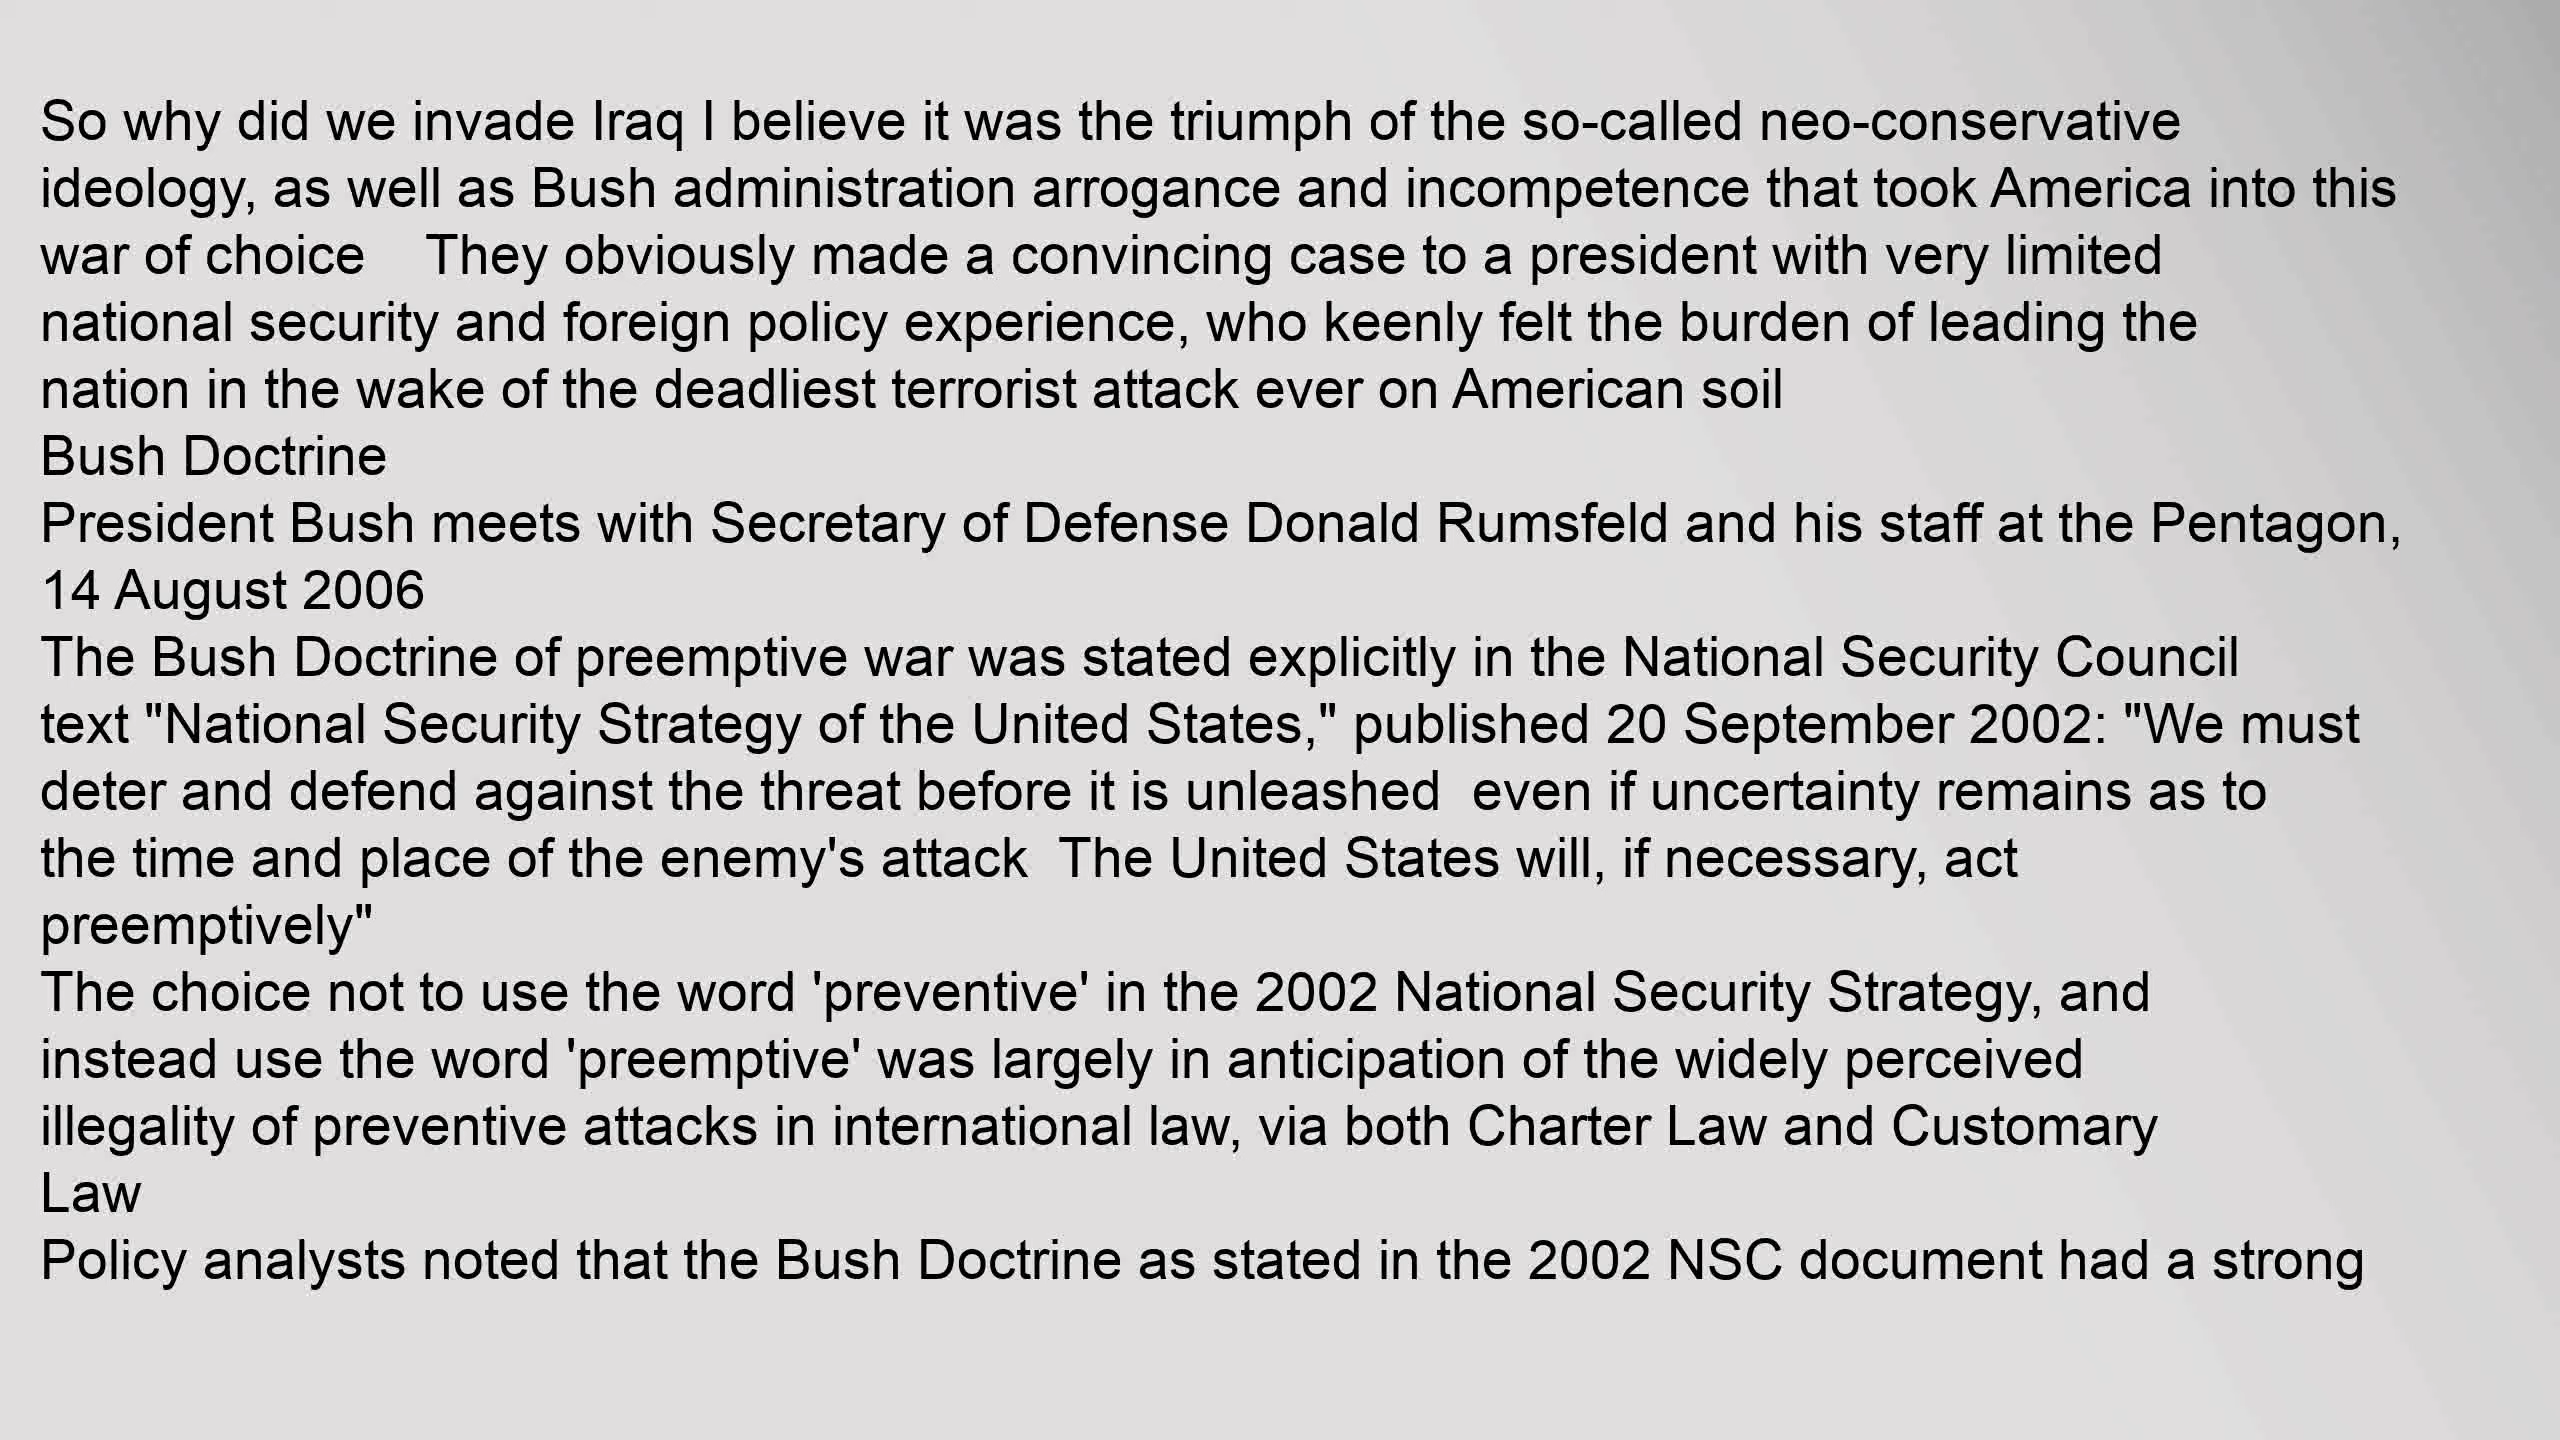 So why did we invade Iraq I believe it was the triumph of the so-called neo-conservative
ideology, as well as Bush administration arrogance and incompetence that took America into this
war of choice    They obviously made a convincing case to a president with very limited
national security and foreign policy experience, who keenly felt the burden of leading the
nation in the wake of the deadliest terrorist attack ever on American soil
Bush Doctrine
President Bush meets with Secretary of Defense Donald Rumsfeld and his staff at the Pentagon,
14 August 2006
The Bush Doctrine of preemptive war was stated explicitly in the National Security Council
text "National Security Strategy of the United States," published 20 September 2002: "We must
deter and defend against the threat before it is unleashed  even if uncertainty remains as to
the time and place of the enemy's attack  The United States will, if necessary, act
preemptively"
The choice not to use the word 'preventive' in the 2002 National Security Strategy, and
instead use the word 'preemptive' was largely in anticipation of the widely perceived
illegality of preventive attacks in international law, via both Charter Law and Customary
Law
Policy analysts noted that the Bush Doctrine as stated in the 2002 NSC document had a strong